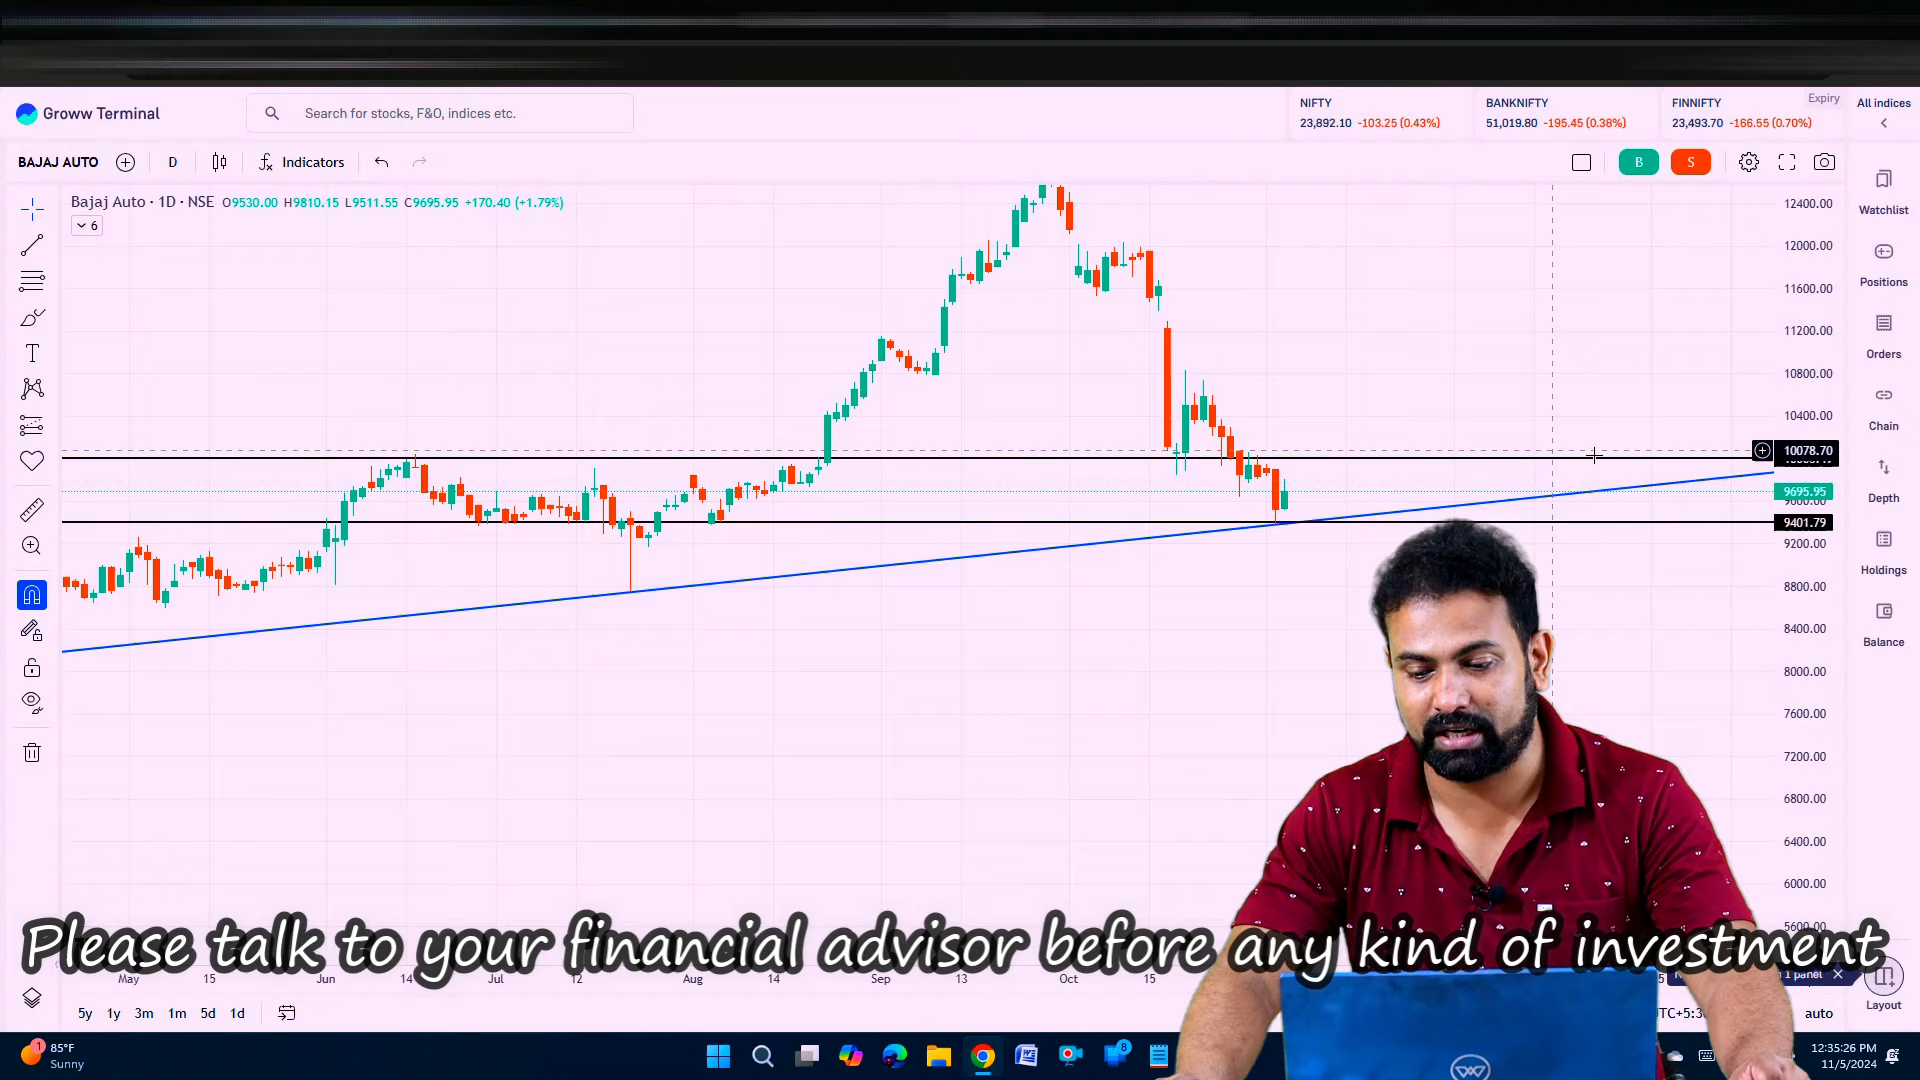 Groww Terminal
Search for stocks, F&O, indices etc.
NIFTY
23,892.10 -103.25 (0.43%)
BANKNIFTY
51,019.80 -195.45 (0.38%)
FINNIFTY
Expiry
23,493.70 -166.55 (0.70%)
All indices
BAJAJ AUTO
D
Indicators
B
S
Bajaj Auto · 1D · NSE O9530.00 H9810.15 L9511.55 C9695.95 +170.40 (+1.79%)
6
12400.00
12000.00
11600.00
11200.00
10800.00
10400.00
10078.70
9695.95
9600.00
9401.79
9200.00
8800.00
8400.00
8000.00
7600.00
7200.00
6800.00
6400.00
6000.00
Watchlist
Positions
Orders
Chain
Depth
Holdings
Balance
Please talk to your financial advisor before any kind of investment
May 15 Jun 14 Jul 12 Aug 14 Sep 13 Oct 15
1 panel
Layout
5y 1y 3m 1m 5d 1d
auto
1
85°F
Sunny
8
12:35:26 PM
11/5/2024